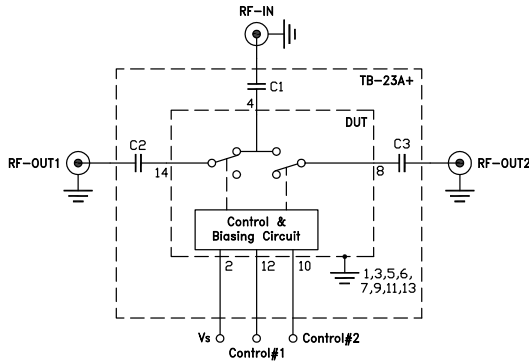 RF-IN
C1
TB-23A+
4
DUT
C2
C3
RF-OUT1
RF-OUT2
14
8
Control &
Biasing Circuit
2
12
10
1,3,5,6,
7,9,11,13
Vs
Control#1
Control#2